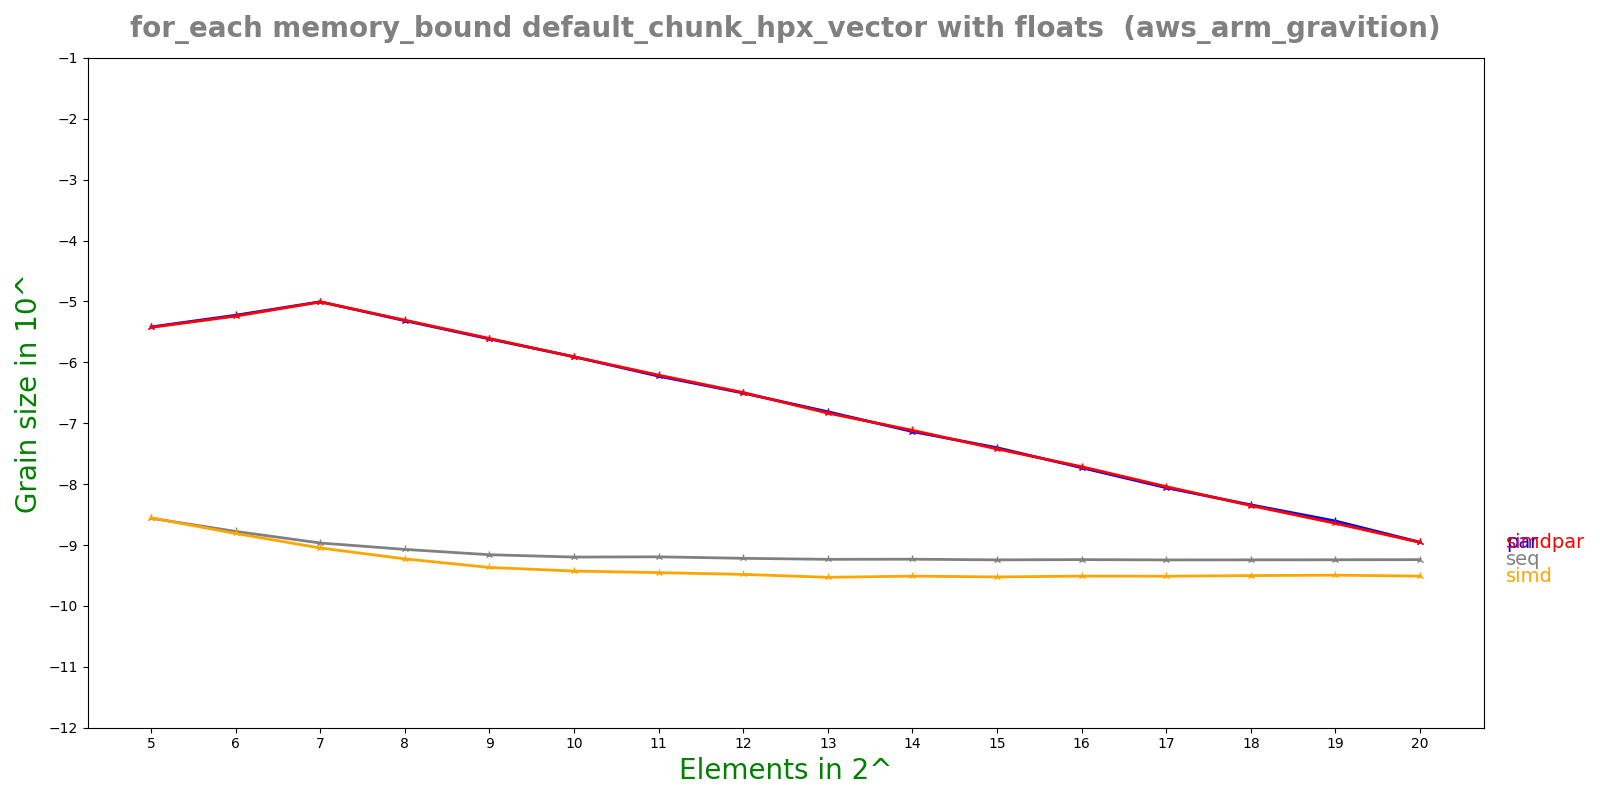 for_each memory_bound default_chunk_hpx_vector with floats (aws_arm_gravition)
Grain size in 10^
−1
−2
−3
−4
−5
−6
−7
−8
−9
−10
−11
−12
5 6 7 8 9 10 11 12 13 14 15 16 17 18 19 20
Elements in 2^
par
simdpar
seq
simd